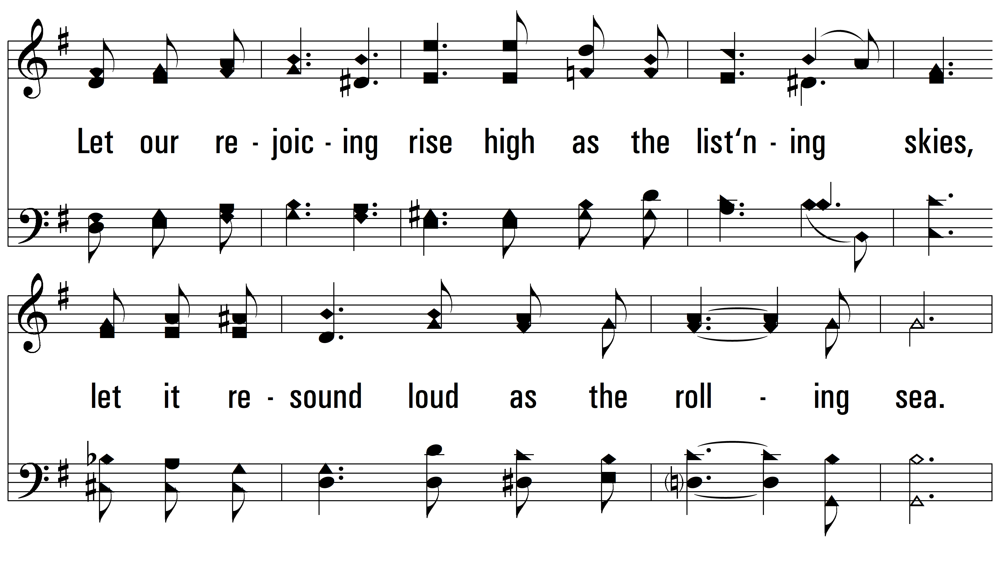 Let our re - joic - ing rise high as the list‘n - ing skies,
let it re - sound loud as the roll - ing sea.